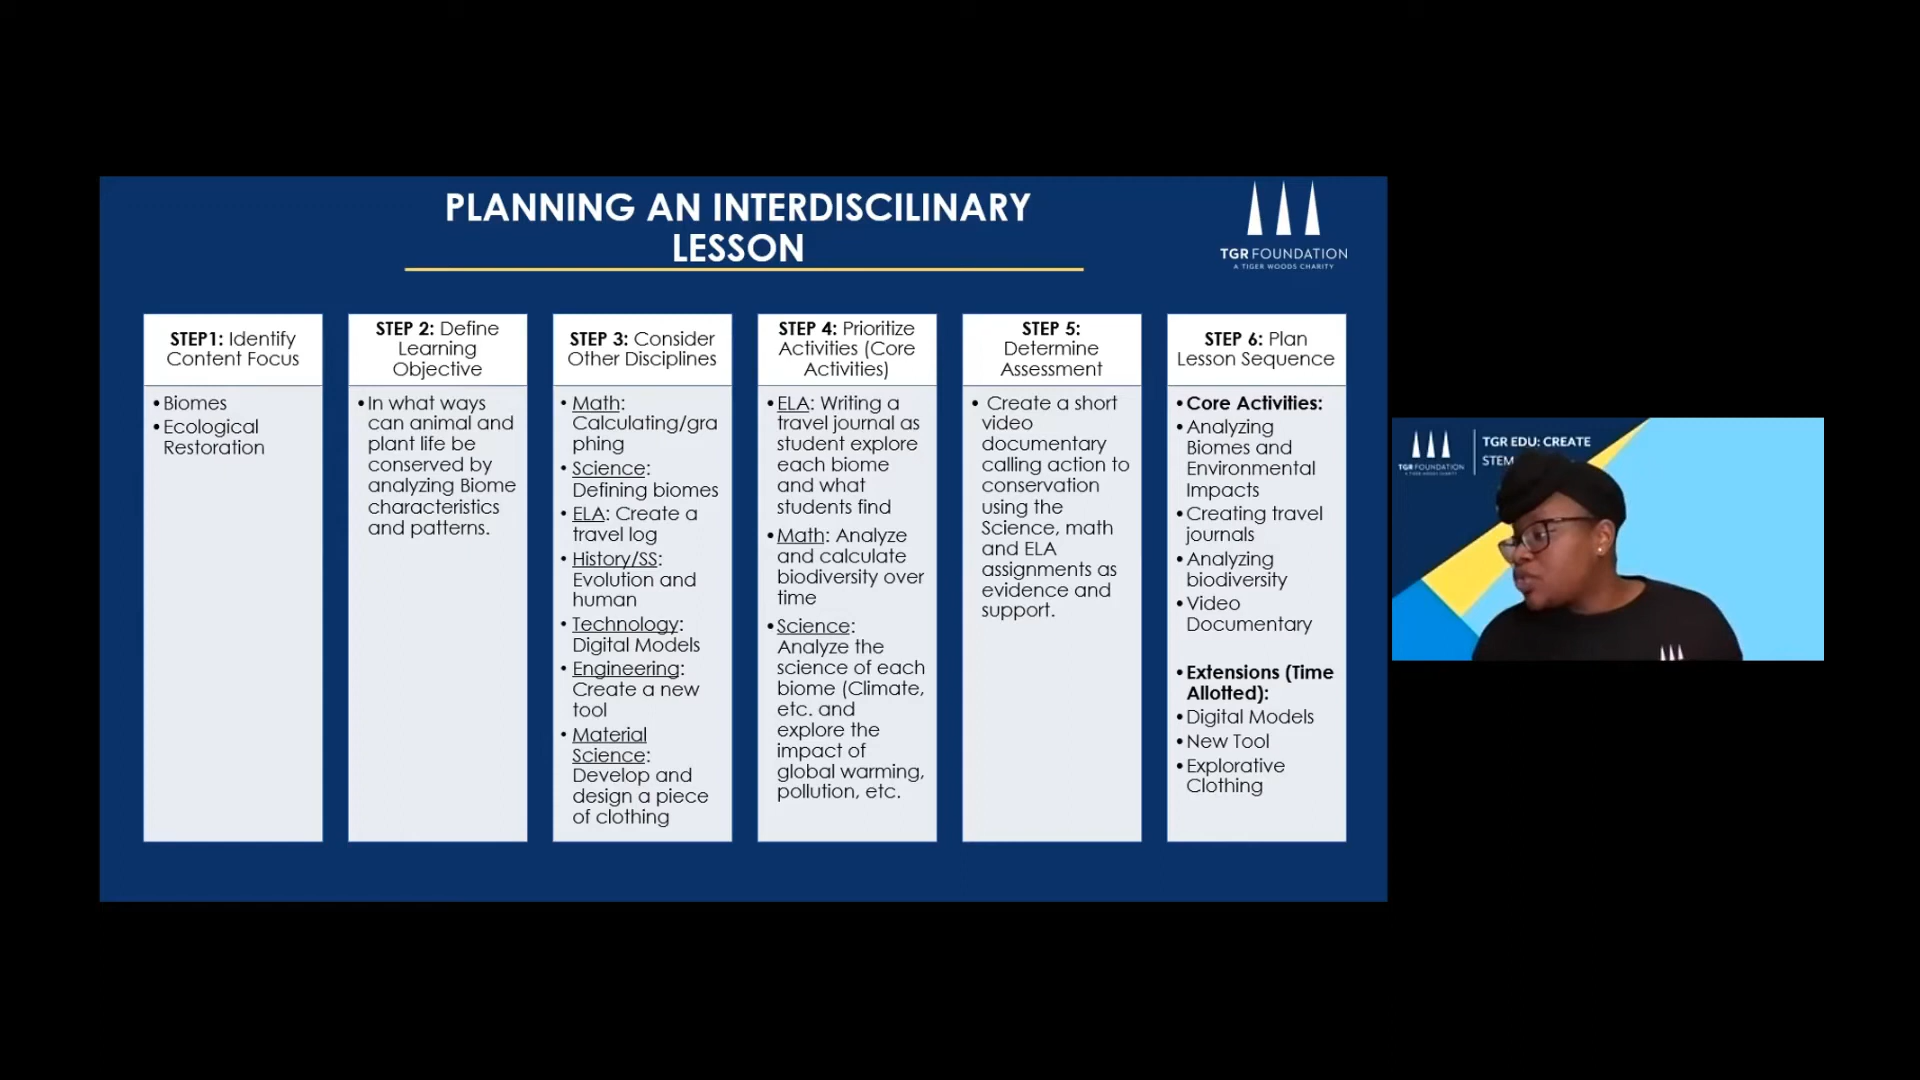 PLANNING AN INTERDISCILINARY
LESSON
TGR FOUNDATION
A TIGER WOODS CHARITY
STEP1: Identify
Content Focus
•Biomes
•Ecological
Restoration
STEP 2: Define
Learning
Objective
•In what ways
can animal and
plant life be
conserved by
analyzing Biome
characteristics
and patterns.
STEP 3: Consider
Other Disciplines
• Math:
Calculating/gra
phing
• Science:
Defining biomes
• ELA: Create a
travel log
• History/SS:
Evolution and
human
• Technology:
Digital Models
• Engineering:
Create a new
tool
• Material
Science:
Develop and
design a piece
of clothing
STEP 4: Prioritize
Activities (Core
Activities)
•ELA: Writing a
travel journal as
student explore
each biome
and what
students find
•Math: Analyze
and calculate
biodiversity over
time
•Science:
Analyze the
science of each
biome (Climate,
etc. and
explore the
impact of
global warming,
pollution, etc.
STEP 5:
Determine
Assessment
• Create a short
video
documentary
calling action to
conservation
using the
Science, math
and ELA
assignments as
evidence and
support.
STEP 6: Plan
Lesson Sequence
•Core Activities:
•Analyzing
Biomes and
Environmental
Impacts
•Creating travel
journals
•Analyzing
biodiversity
•Video
Documentary
•Extensions (Time
Allotted):
•Digital Models
•New Tool
•Explorative
Clothing
TGR FOUNDATION
TGR EDU: CREATE
STEM